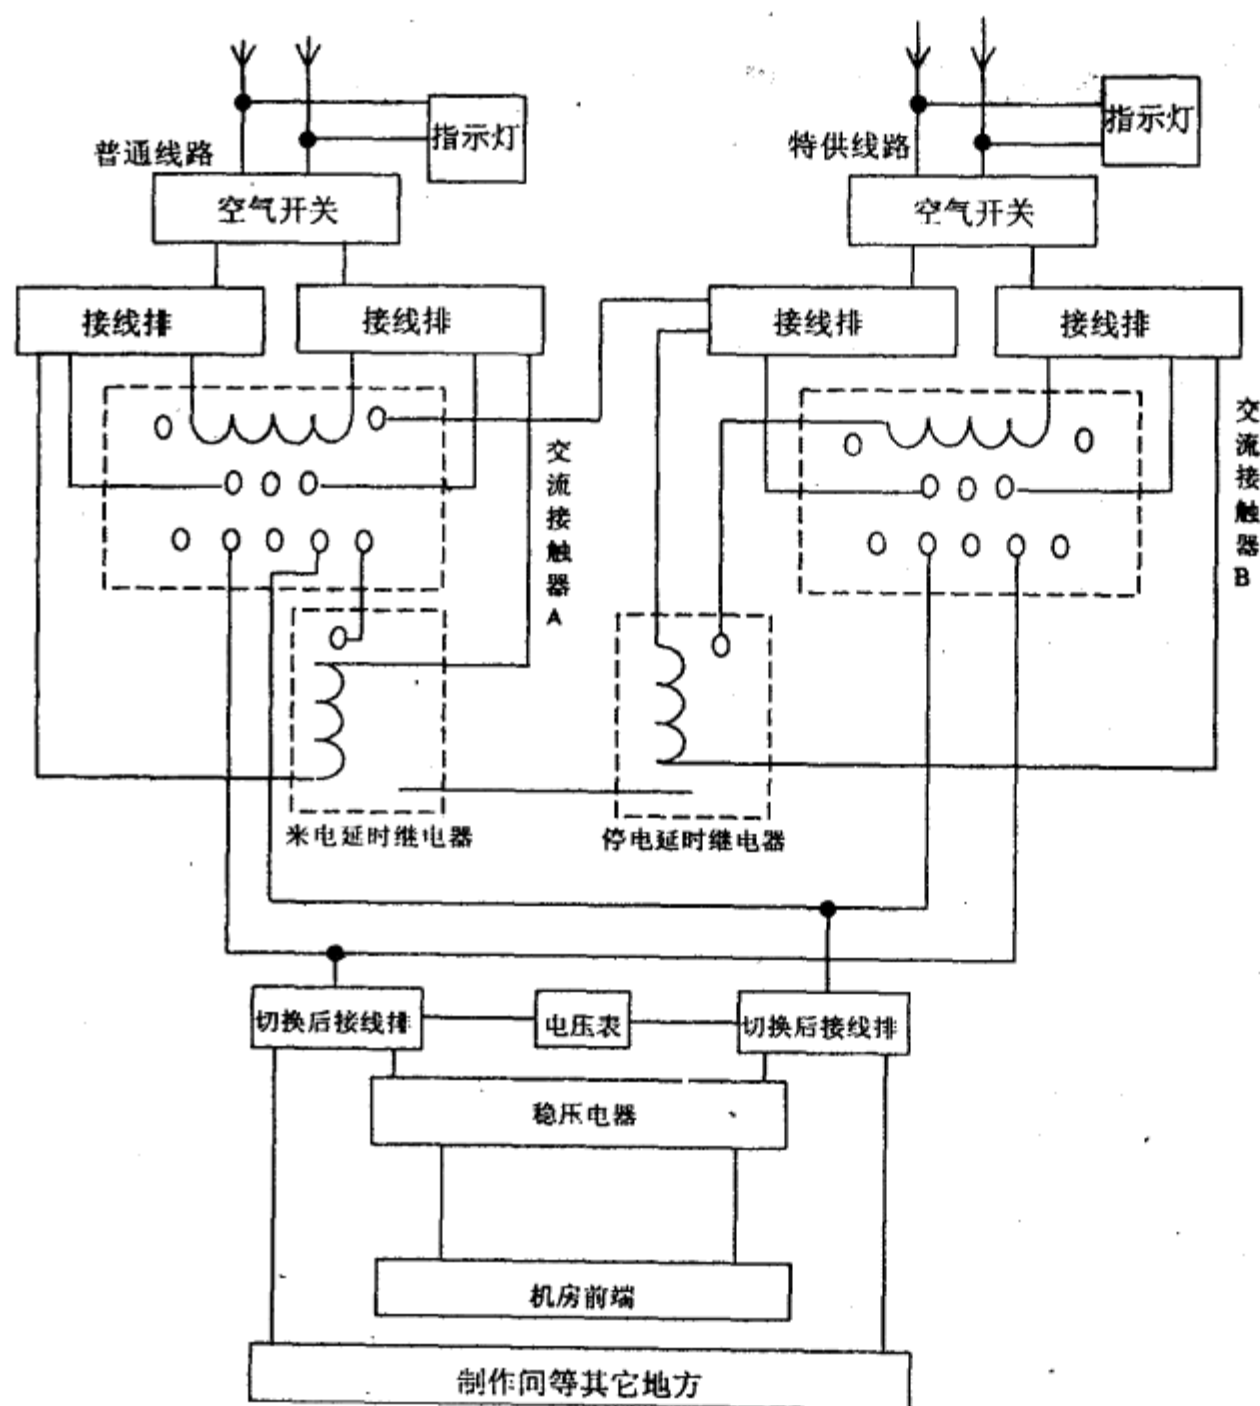 指示灯
指示灯
普通线路
特供线路
空气开关
空气开关
接线排
接线排
接线排
接线排
交流接触器A
交流接触器B
来电延时继电器
停电延时继电器
切换后接线排
电压表
切换后接线排
稳压电器
机房前端
制作间等其它地方